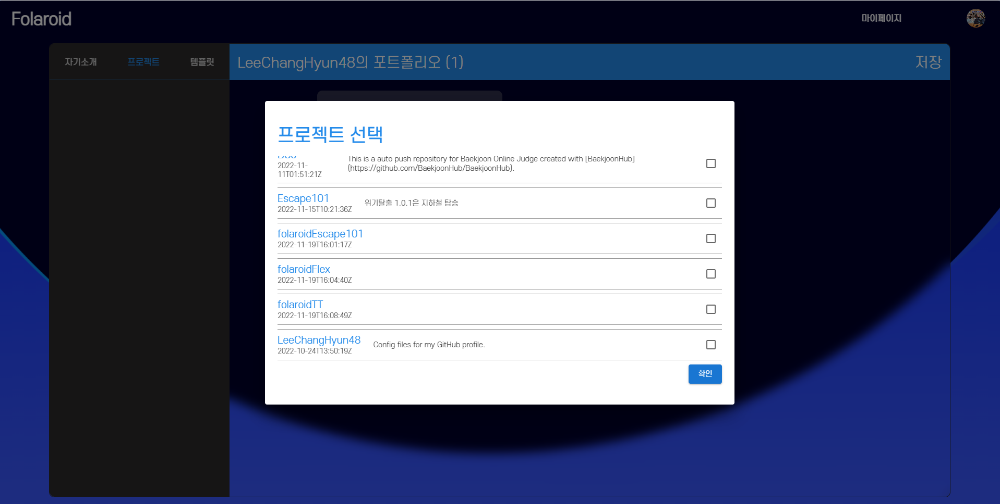 Folaroid
마이페이지
자기소개
프로젝트
템플릿
LeeChangHyun48의 포트폴리오 (1)
저장
프로젝트 선택
2022-11-
11T01:51:21Z
This is a auto push repository for Baekjoon Online Judge created with [BaekjoonHub]
(https://github.com/BaekjoonHub/BaekjoonHub).
Escape101
2022-11-15T10:21:36Z
위기탈출 1.0.1은 지하철 탑승
folaroidEscape101
2022-11-19T16:01:17Z
folaroidFlex
2022-11-19T16:04:40Z
folaroidTT
2022-11-19T16:08:49Z
LeeChangHyun48
2022-10-24T13:50:19Z
Config files for my GitHub profile.
확인